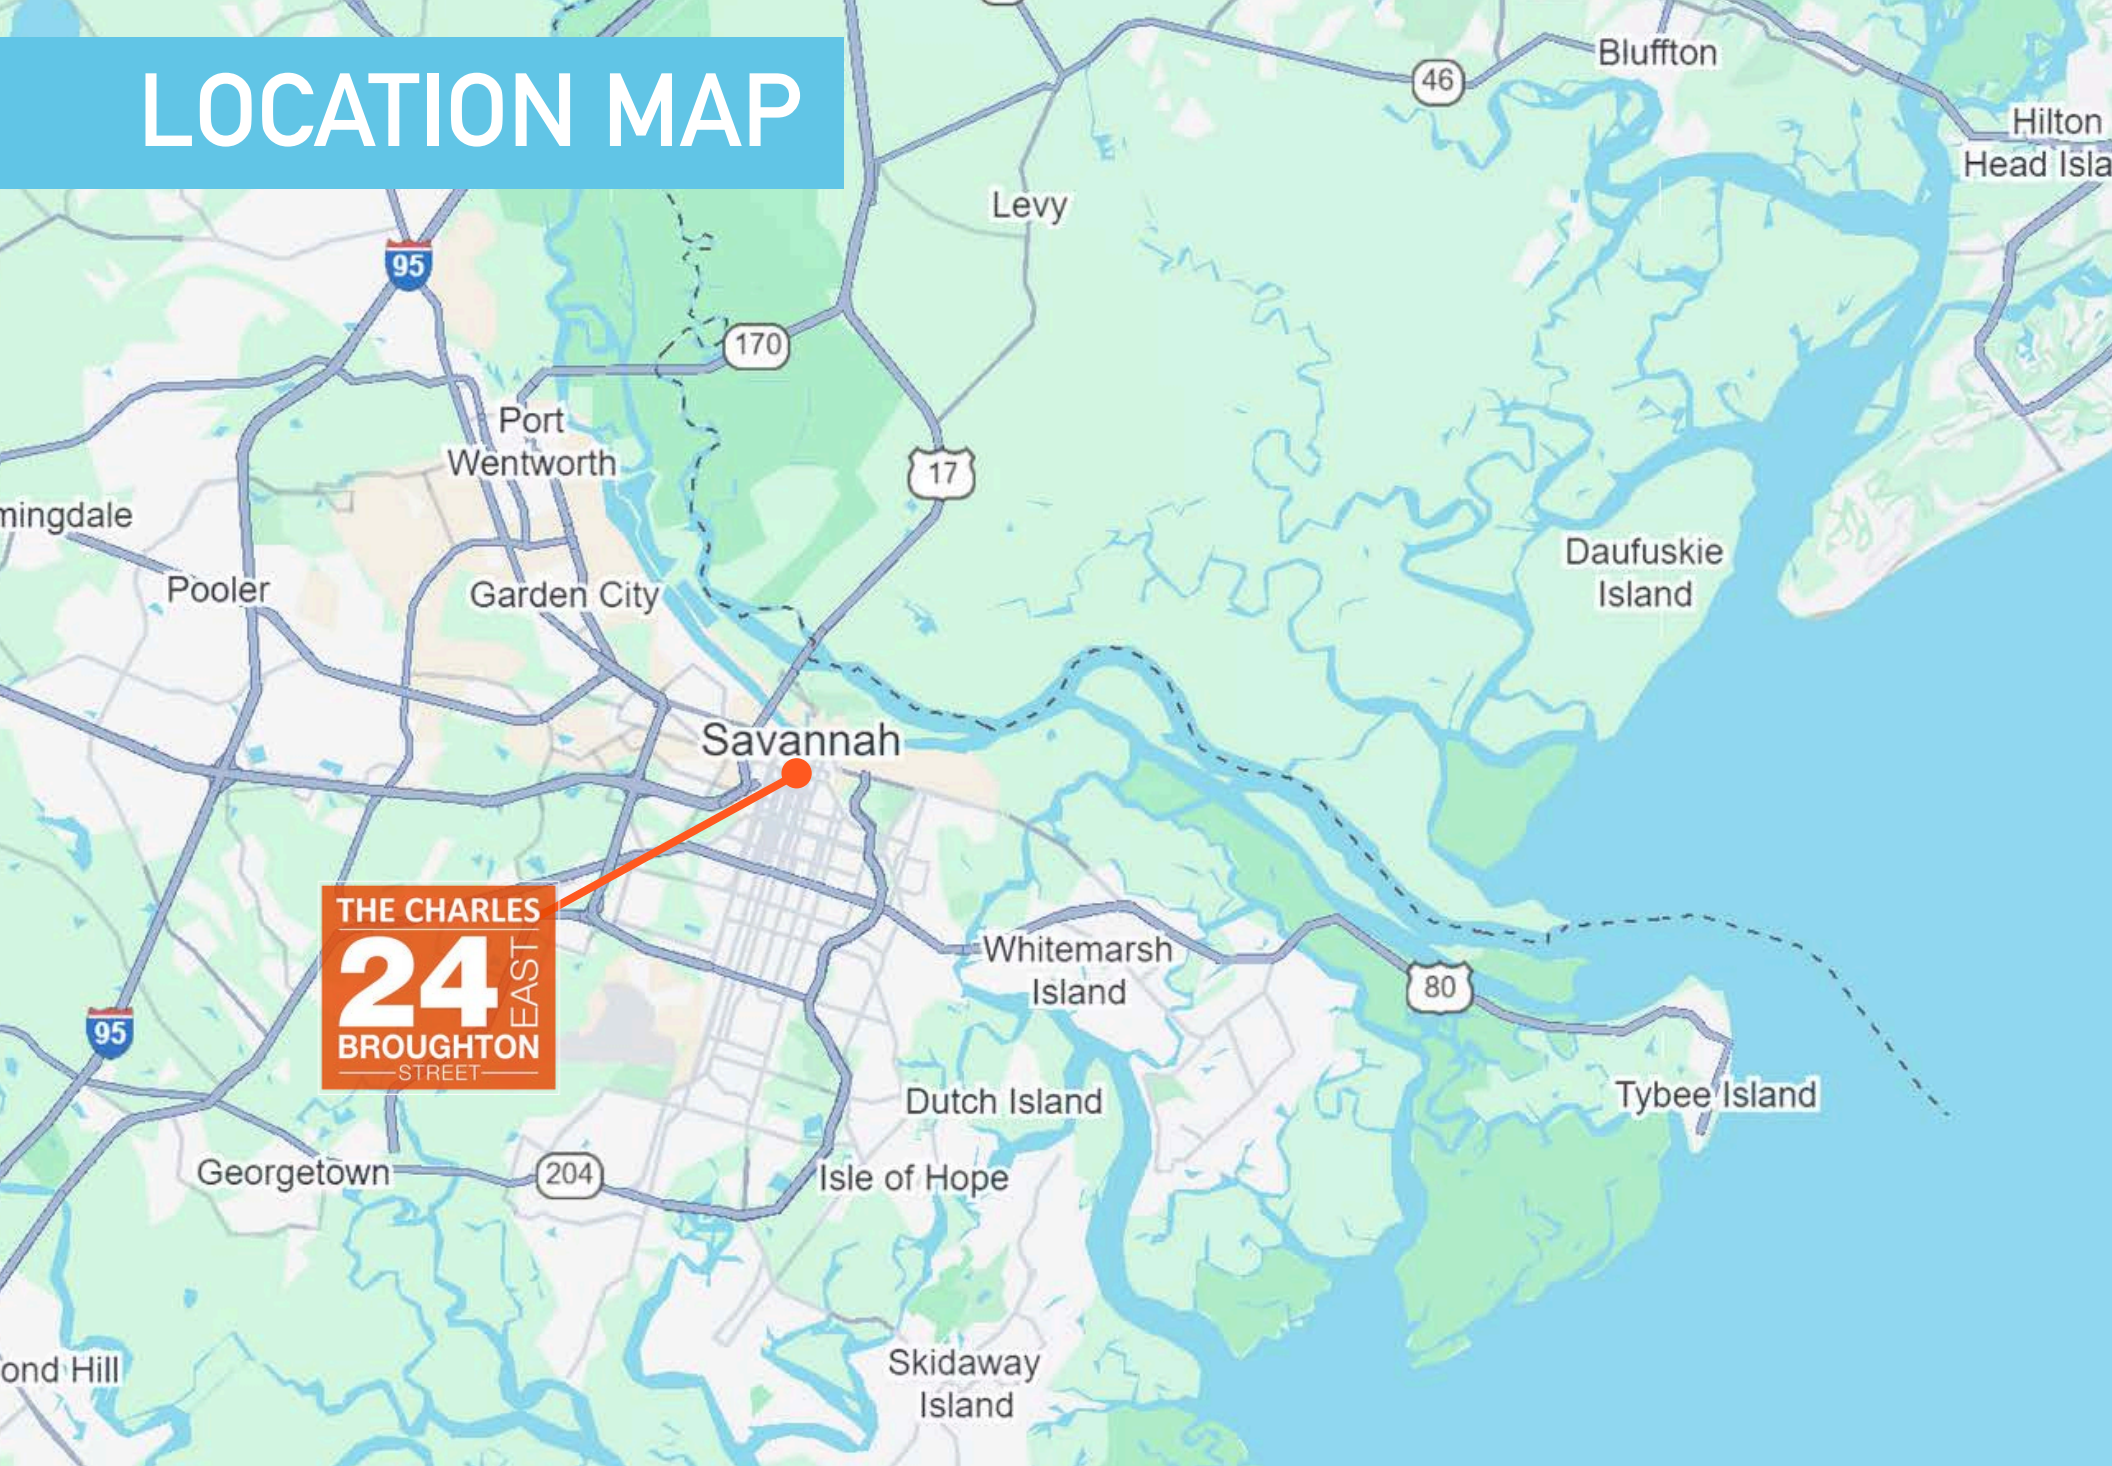 LOCATION MAP
Bluffton
46
Hilton
Head Isla
Levy
95
170
Port
Wentworth
17
mingdale
Pooler
Garden City
Daufuskie
Island
Savannah
THE CHARLES
24
EAST
BROUGHTON
STREET
Whitemarsh
Island
80
95
Dutch Island
Tybee Island
Georgetown
204
Isle of Hope
ond Hill
Skidaway
Island